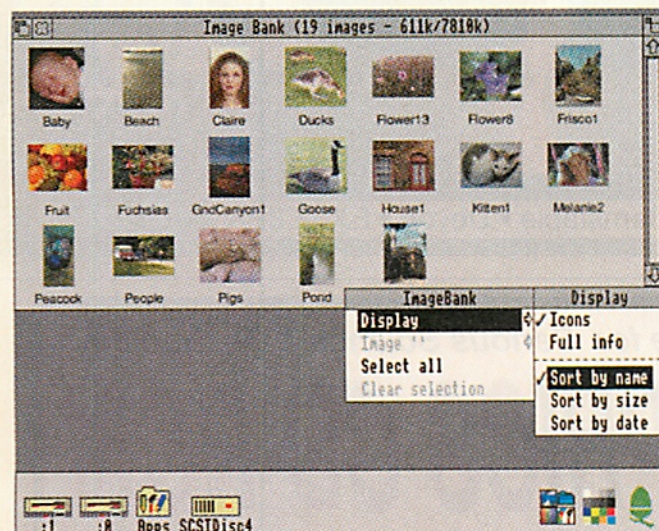 Image Bank (19 images - 611k/7810k)
Baby Beach Claire Ducks Flower13 Flower8 Frisco1
Fruit Fuchsias GndCanyon1 Goose House1 Kitten1 Melanie2
Peacock People Pigs Pond
ImageBank
Display
Image ''
Select all
Clear selection
Display
✓ Icons
Full info
✓ Sort by name
Sort by size
Sort by date
:1 :0 Apps SCSIDisc4